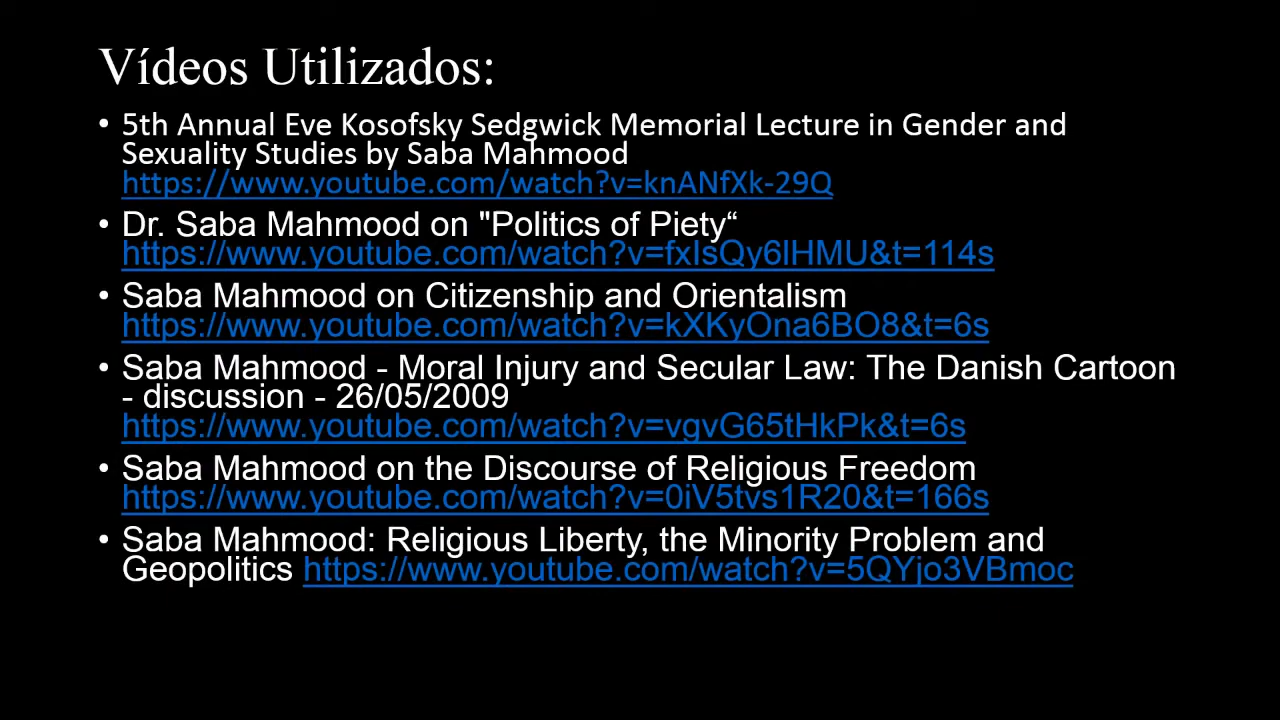 Vídeos Utilizados:
• 5th Annual Eve Kosofsky Sedgwick Memorial Lecture in Gender and
Sexuality Studies by Saba Mahmood
https://www.youtube.com/watch?v=knANfXk-29Q
• Dr. Saba Mahmood on "Politics of Piety“
https://www.youtube.com/watch?v=fxIsQy6lHMU&t=114s
• Saba Mahmood on Citizenship and Orientalism
https://www.youtube.com/watch?v=kXKyOna6BO8&t=6s
• Saba Mahmood - Moral Injury and Secular Law: The Danish Cartoon
- discussion - 26/05/2009
https://www.youtube.com/watch?v=vgvG65tHkPk&t=6s
• Saba Mahmood on the Discourse of Religious Freedom
https://www.youtube.com/watch?v=0iV5tvs1R20&t=166s
• Saba Mahmood: Religious Liberty, the Minority Problem and
Geopolitics https://www.youtube.com/watch?v=5QYjo3VBmoc